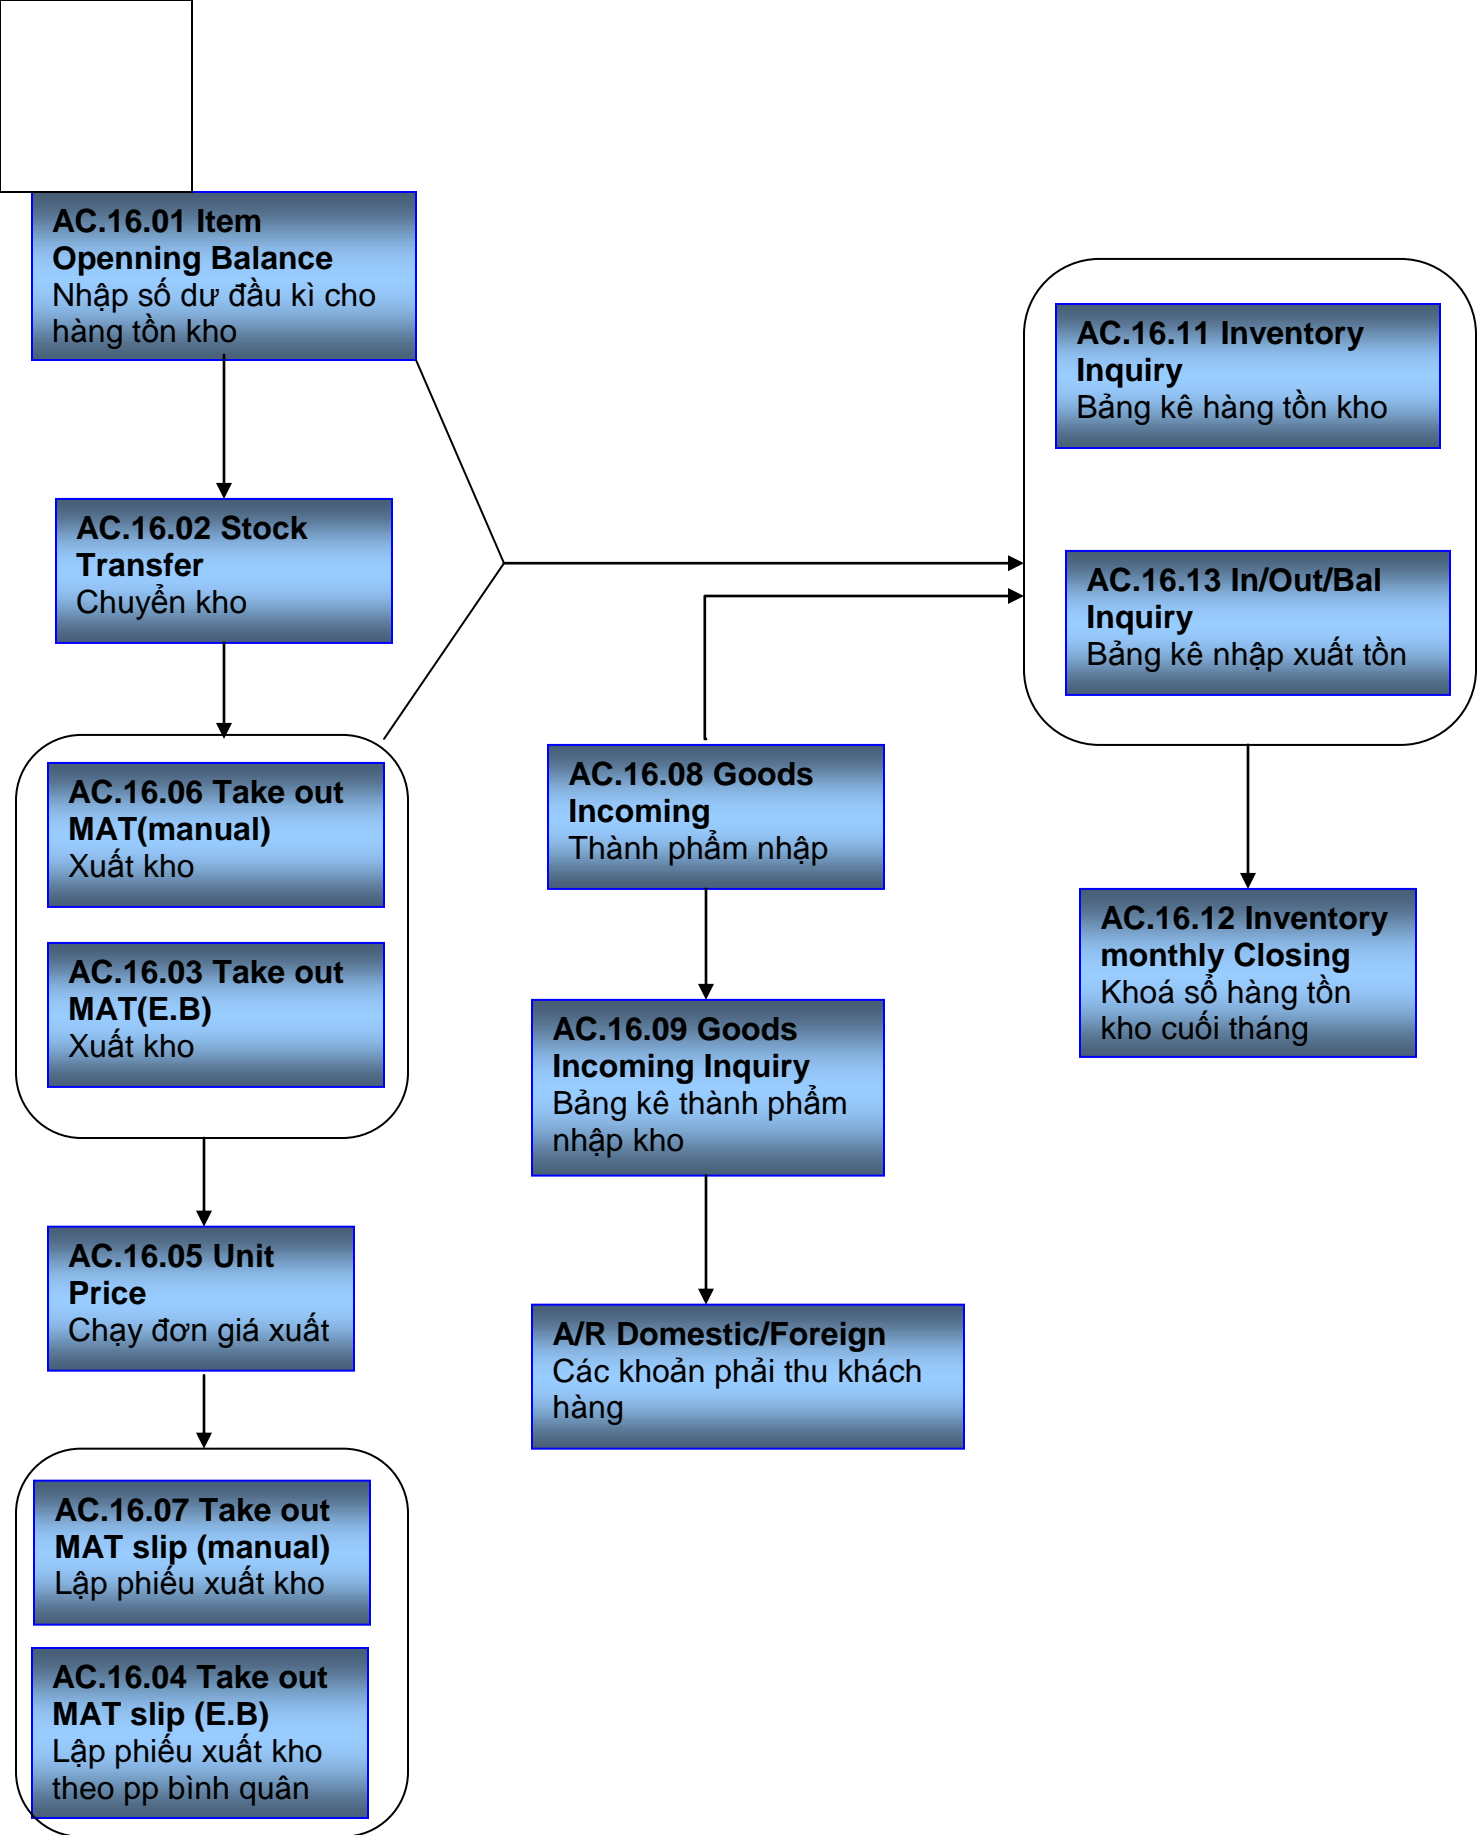 AC.16.01 Item
Openning Balance
Nhập số dư đầu kì cho
hàng tồn kho
AC.16.02 Stock
Transfer
Chuyển kho
AC.16.06 Take out
MAT(manual)
Xuất kho
AC.16.03 Take out
MAT(E.B)
Xuất kho
AC.16.05 Unit
Price
Chạy đơn giá xuất
AC.16.07 Take out
MAT slip (manual)
Lập phiếu xuất kho
AC.16.04 Take out
MAT slip (E.B)
Lập phiếu xuất kho
theo pp bình quân
AC.16.08 Goods
Incoming
Thành phẩm nhập
AC.16.09 Goods
Incoming Inquiry
Bảng kê thành phẩm
nhập kho
A/R Domestic/Foreign
Các khoản phải thu khách
hàng
AC.16.11 Inventory
Inquiry
Bảng kê hàng tồn kho
AC.16.13 In/Out/Bal
Inquiry
Bảng kê nhập xuất tồn
AC.16.12 Inventory
monthly Closing
Khoá sổ hàng tồn
kho cuối tháng